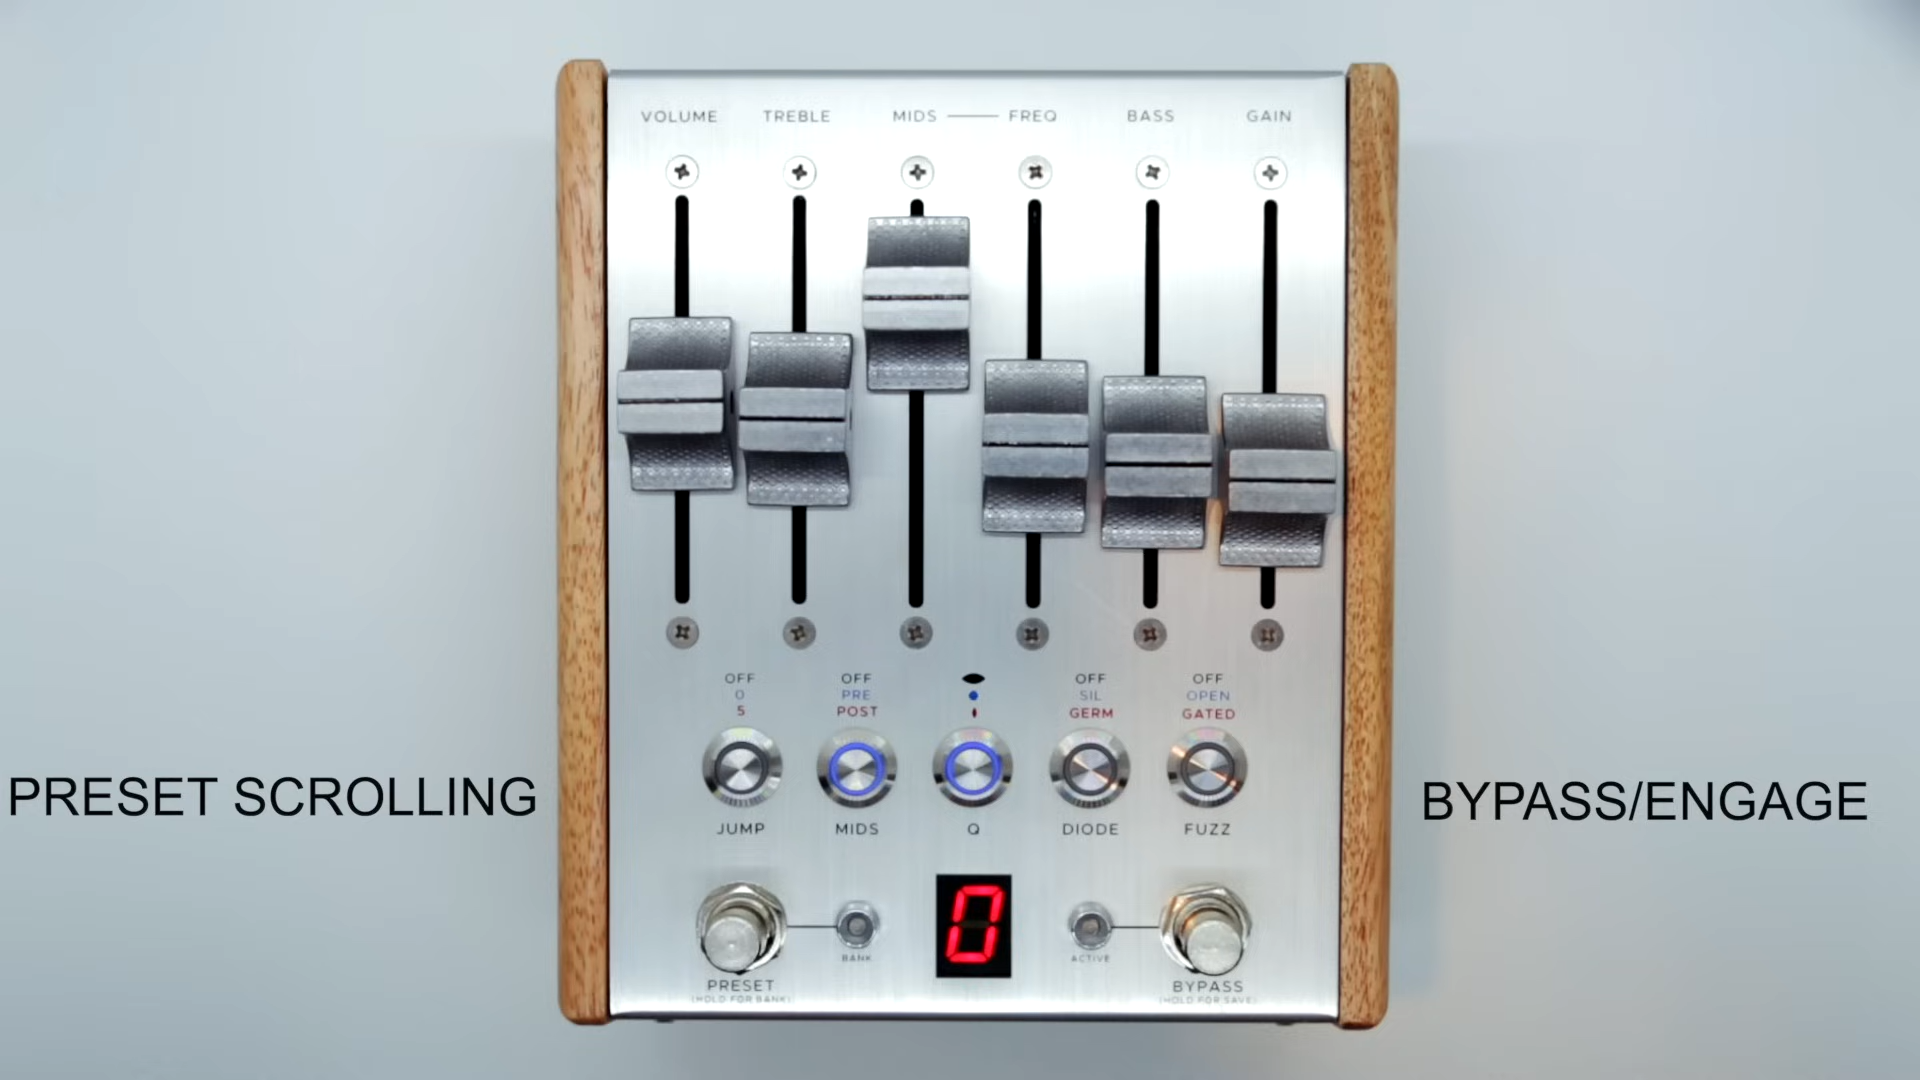 VOLUME TREBLE MIDS FREQ BASS GAIN
OFF OFF OFF OFF
0 PRE SIL OPEN
5 POST GERM GATED
JUMP MIDS Q DIODE FUZZ
PRESET SCROLLING
BYPASS/ENGAGE
0
BANK ACTIVE
PRESET BYPASS
(HOLD FOR BANK) (HOLD FOR SAVE)